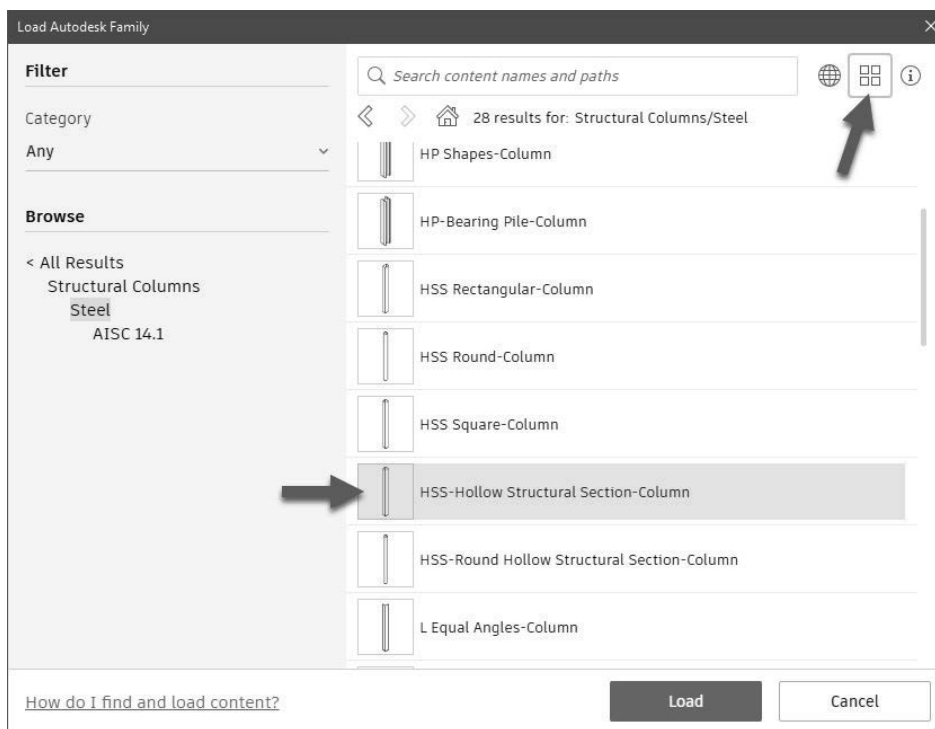 Load Autodesk Family
Filter
Category
Any
Browse
< All Results
Structural Columns
Steel
AISC 14.1
Search content names and paths
28 results for: Structural Columns/Steel
HP Shapes-Column
HP-Bearing Pile-Column
HSS Rectangular-Column
HSS Round-Column
HSS Square-Column
HSS-Hollow Structural Section-Column
HSS-Round Hollow Structural Section-Column
L Equal Angles-Column
How do I find and load content?
Load
Cancel